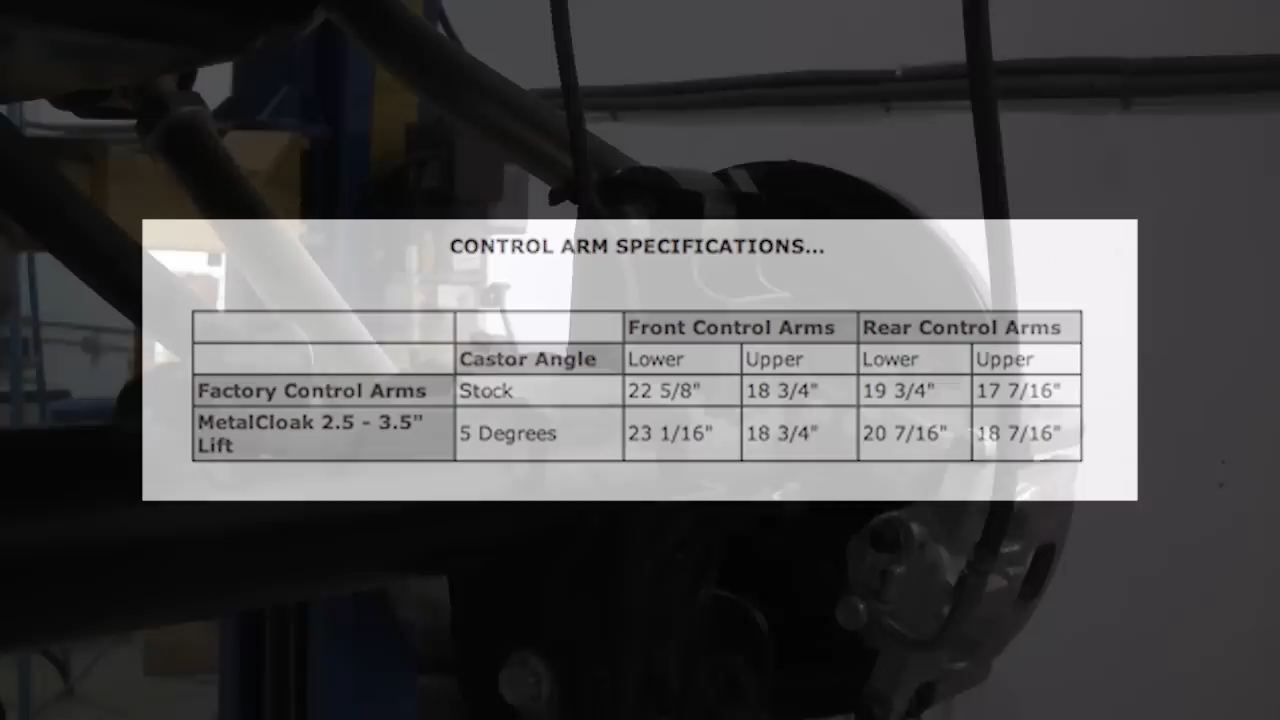 CONTROL ARM SPECIFICATIONS...
Front Control Arms Rear Control Arms
Castor Angle Lower Upper Lower Upper
Factory Control Arms Stock 22 5/8" 18 3/4" 19 3/4" 17 7/16"
MetalCloak 2.5 - 3.5"
Lift 5 Degrees 23 1/16" 18 3/4" 20 7/16" 18 7/16"